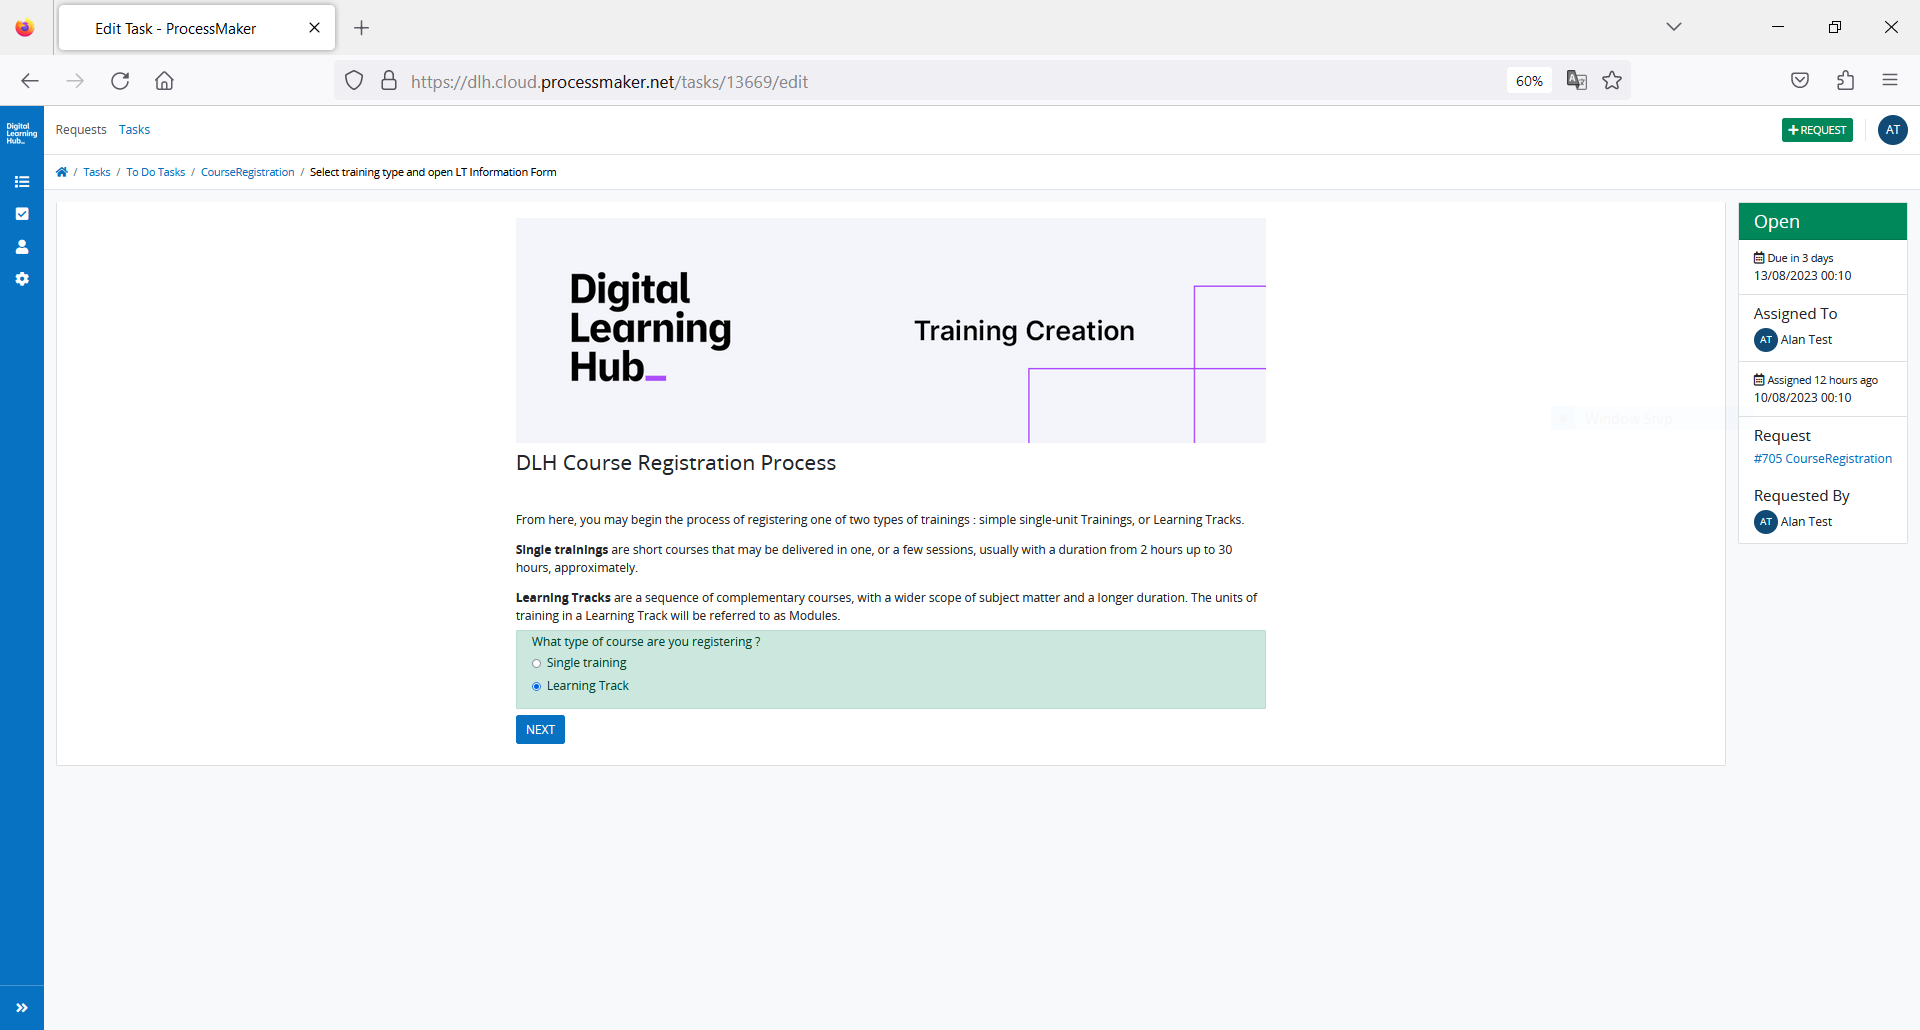 Edit Task - ProcessMaker
https://dlh.cloud.processmaker.net/tasks/13669/edit
60%
Digital
Learning
Hub_
Requests Tasks
REQUEST
AT
/ Tasks / To Do Tasks / CourseRegistration / Select training type and open LT Information Form
Digital
Learning
Hub_
Training Creation
DLH Course Registration Process
From here, you may begin the process of registering one of two types of trainings : simple single-unit Trainings, or Learning Tracks.
Single trainings are short courses that may be delivered in one, or a few sessions, usually with a duration from 2 hours up to 30
hours, approximately.
Learning Tracks are a sequence of complementary courses, with a wider scope of subject matter and a longer duration. The units of
training in a Learning Track will be referred to as Modules.
What type of course are you registering ?
Single training
Learning Track
NEXT
Open
Due in 3 days
13/08/2023 00:10
Assigned To
AT Alan Test
Assigned 12 hours ago
10/08/2023 00:10
Request
#705 CourseRegistration
Requested By
AT Alan Test
Window Snip